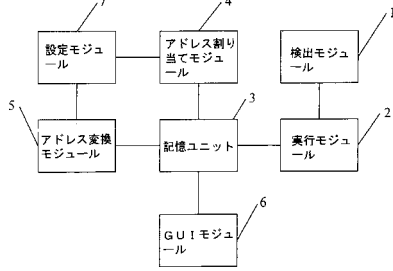 7
4
1
設定モジュ
ール
アドレス割り
当てモジュ
ール
検出モジュ
ール
5
3
2
アドレス変換
モジュール
記憶ユニット
実行モジュ
ール
6
ＧＵＩモジ
ュール